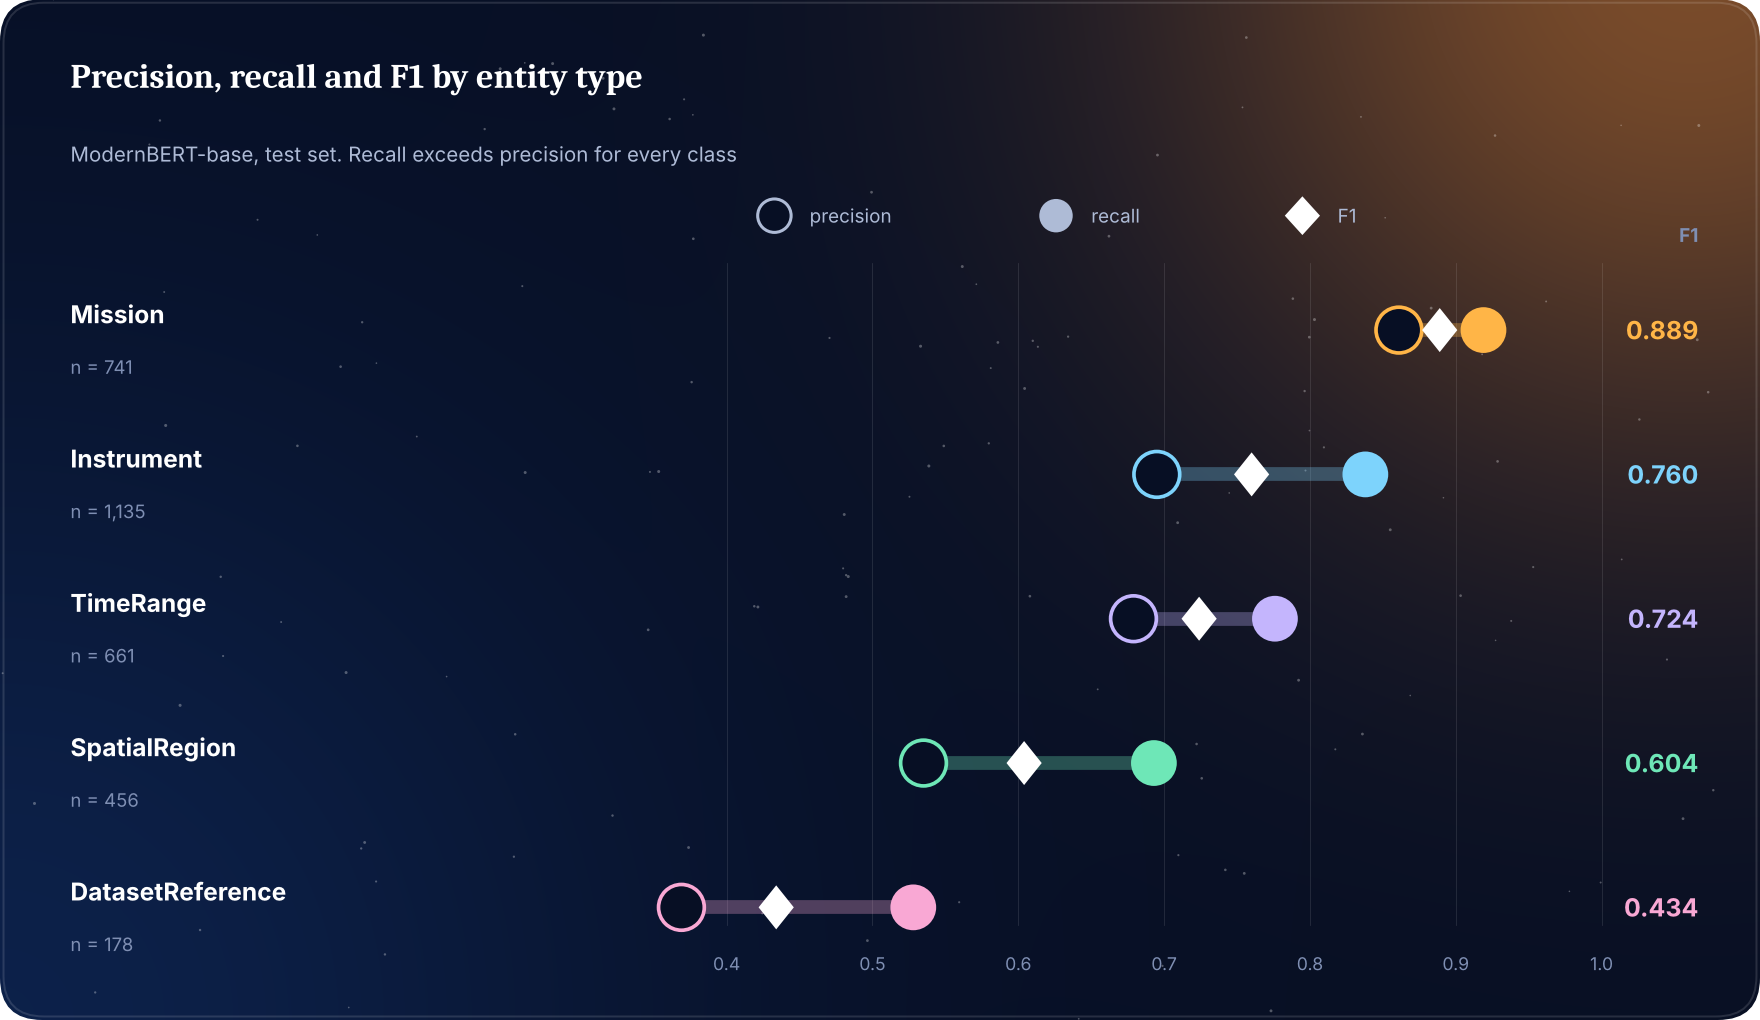 Precision, recall and F1 by entity type
ModernBERT-base, test set. Recall exceeds precision for every class
precision recall F1
F1
Mission
0.889
n = 741
Instrument
0.760
n = 1,135
TimeRange
0.724
n = 661
SpatialRegion
0.604
n = 456
DatasetReference
0.434
n = 178
0.4 0.5 0.6 0.7 0.8 0.9 1.0